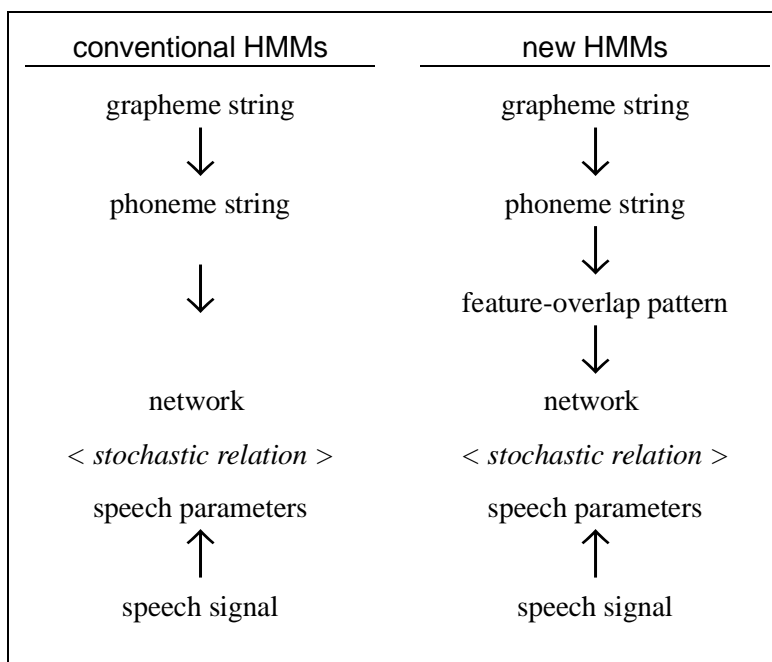 conventional HMMs
grapheme string
phoneme string
network
< stochastic relation >
speech parameters
speech signal
new HMMs
grapheme string
phoneme string
feature-overlap pattern
network
< stochastic relation >
speech parameters
speech signal